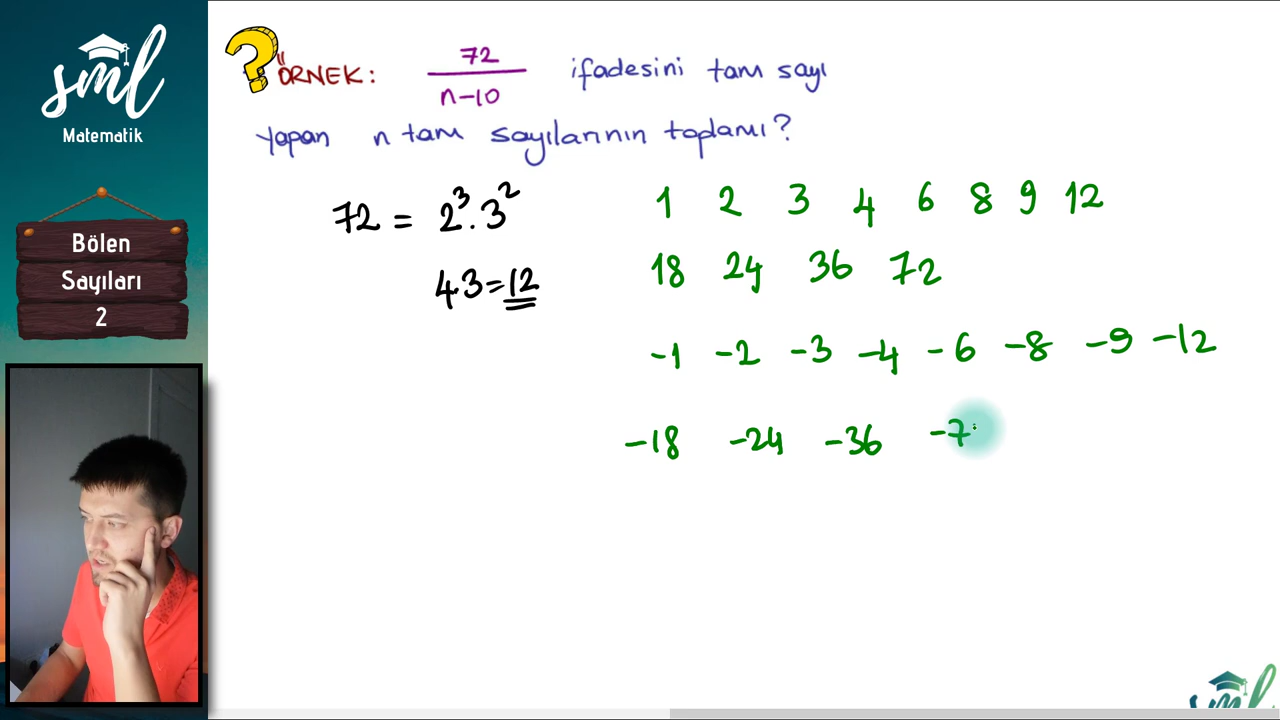 sml
Matematik
Bölen
Sayıları
2
? ÖRNEK: 72/n-10 ifadesini tam sayı
yapan n tam sayılarının toplamı?
72 = 2³.3²
4.3=12
1 2 3 4 6 8 9 12
18 24 36 72
-1 -2 -3 -4 -6 -8 -9 -12
-18 -24 -36 -7
sml